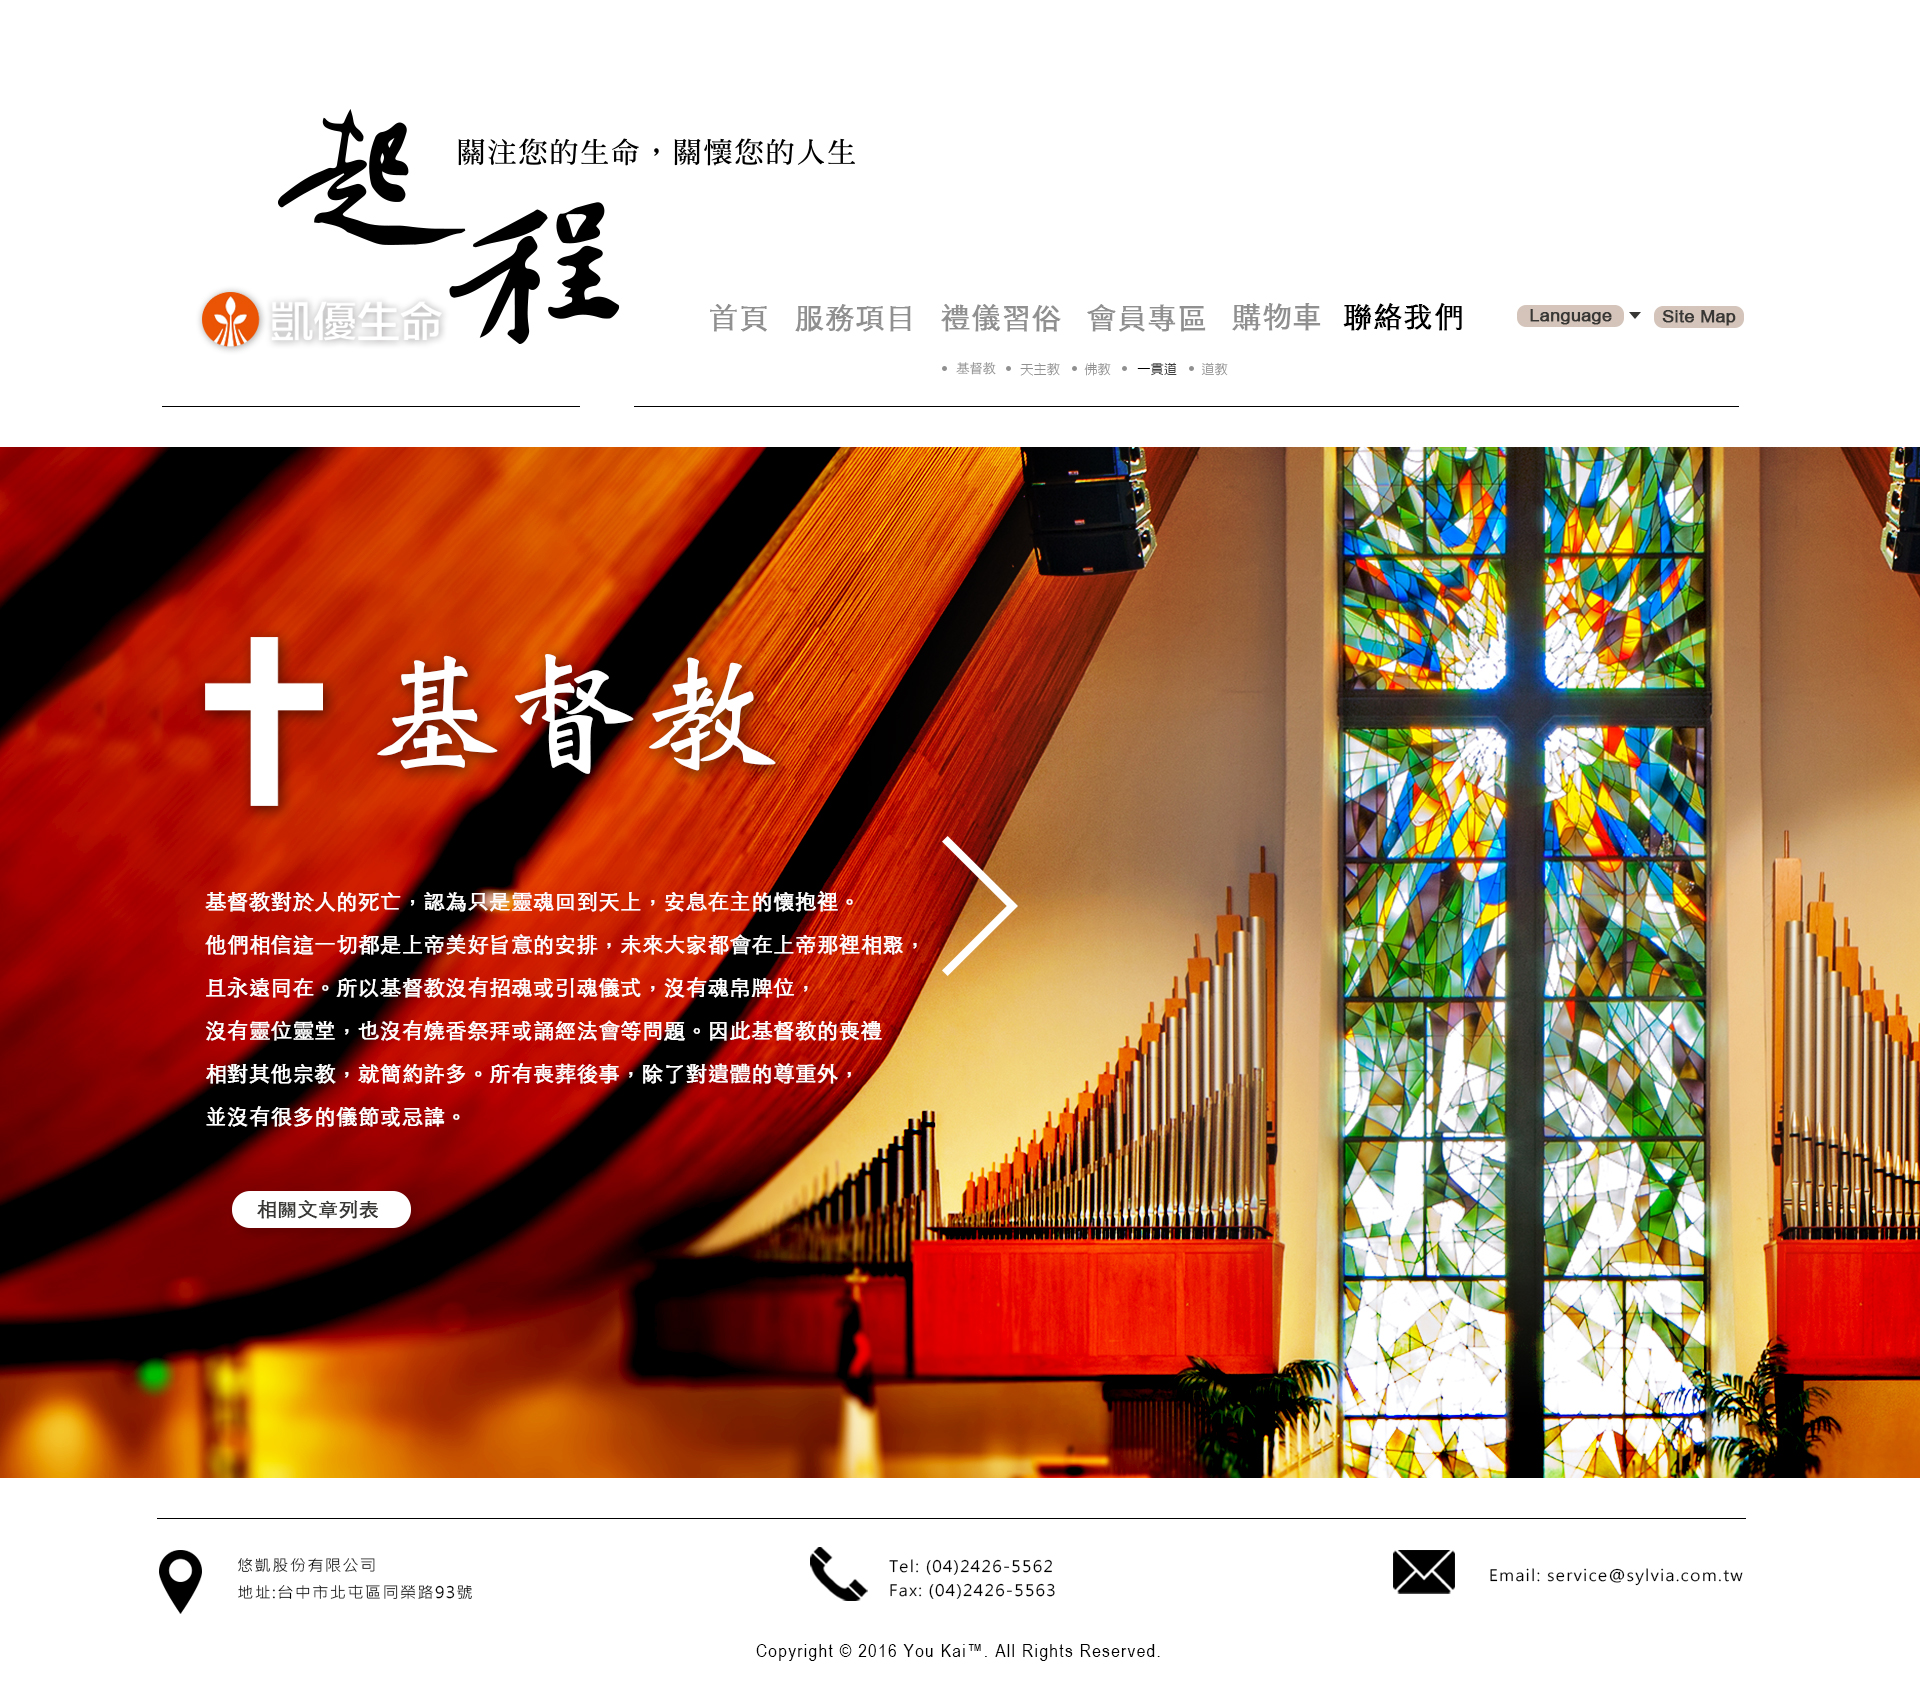 起程
關注您的生命，關懷您的人生
凱優生命
首頁 服務項目 禮儀習俗 會員專區 購物車 聯絡我們 Language Site Map
• 基督教 • 天主教 • 佛教 • 一貫道 • 道教
基督教
基督教對於人的死亡，認為只是靈魂回到天上，安息在主的懷抱裡。
他們相信這一切都是上帝美好旨意的安排，未來大家都會在上帝那裡相聚，
且永遠同在。所以基督教沒有招魂或引魂儀式，沒有魂帛牌位，
沒有靈位靈堂，也沒有燒香祭拜或誦經法會等問題。因此基督教的喪禮
相對其他宗教，就簡約許多。所有喪葬後事，除了對遺體的尊重外，
並沒有很多的儀節或忌諱。
相關文章列表
悠凱股份有限公司
地址:台中市北屯區同榮路93號
Tel: (04)2426-5562
Fax: (04)2426-5563
Email: service@sylvia.com.tw
Copyright © 2016 You Kai™. All Rights Reserved.